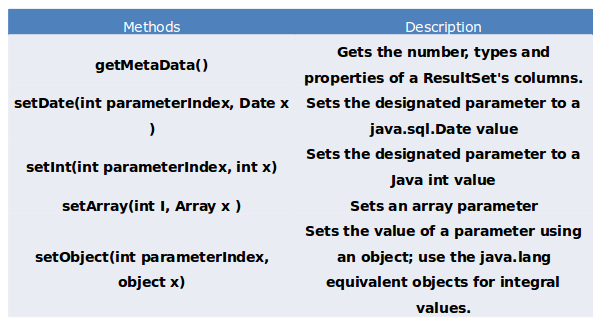 Methods Description
getMetaData() Gets the number, types and
properties of a ResultSet's columns.
setDate(int parameterIndex, Date x Sets the designated parameter to a
) java.sql.Date value
setInt(int parameterIndex, int x) Sets the designated parameter to a
Java int value
setArray(int I, Array x ) Sets an array parameter
setObject(int parameterIndex, Sets the value of a parameter using
object x) an object; use the java.lang
equivalent objects for integral
values.